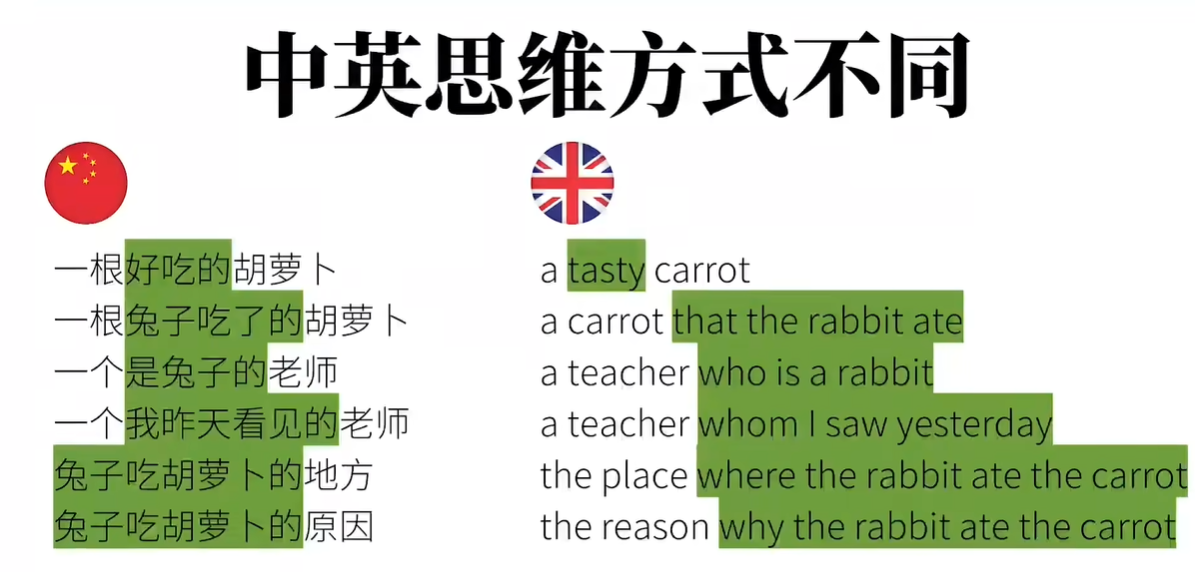 中英思维方式不同
一根好吃的胡萝卜
一根兔子吃了的胡萝卜
一个是兔子的老师
一个我昨天看见的老师
兔子吃胡萝卜的地方
兔子吃胡萝卜的原因
a tasty carrot
a carrot that the rabbit ate
a teacher who is a rabbit
a teacher whom I saw yesterday
the place where the rabbit ate the carrot
the reason why the rabbit ate the carrot